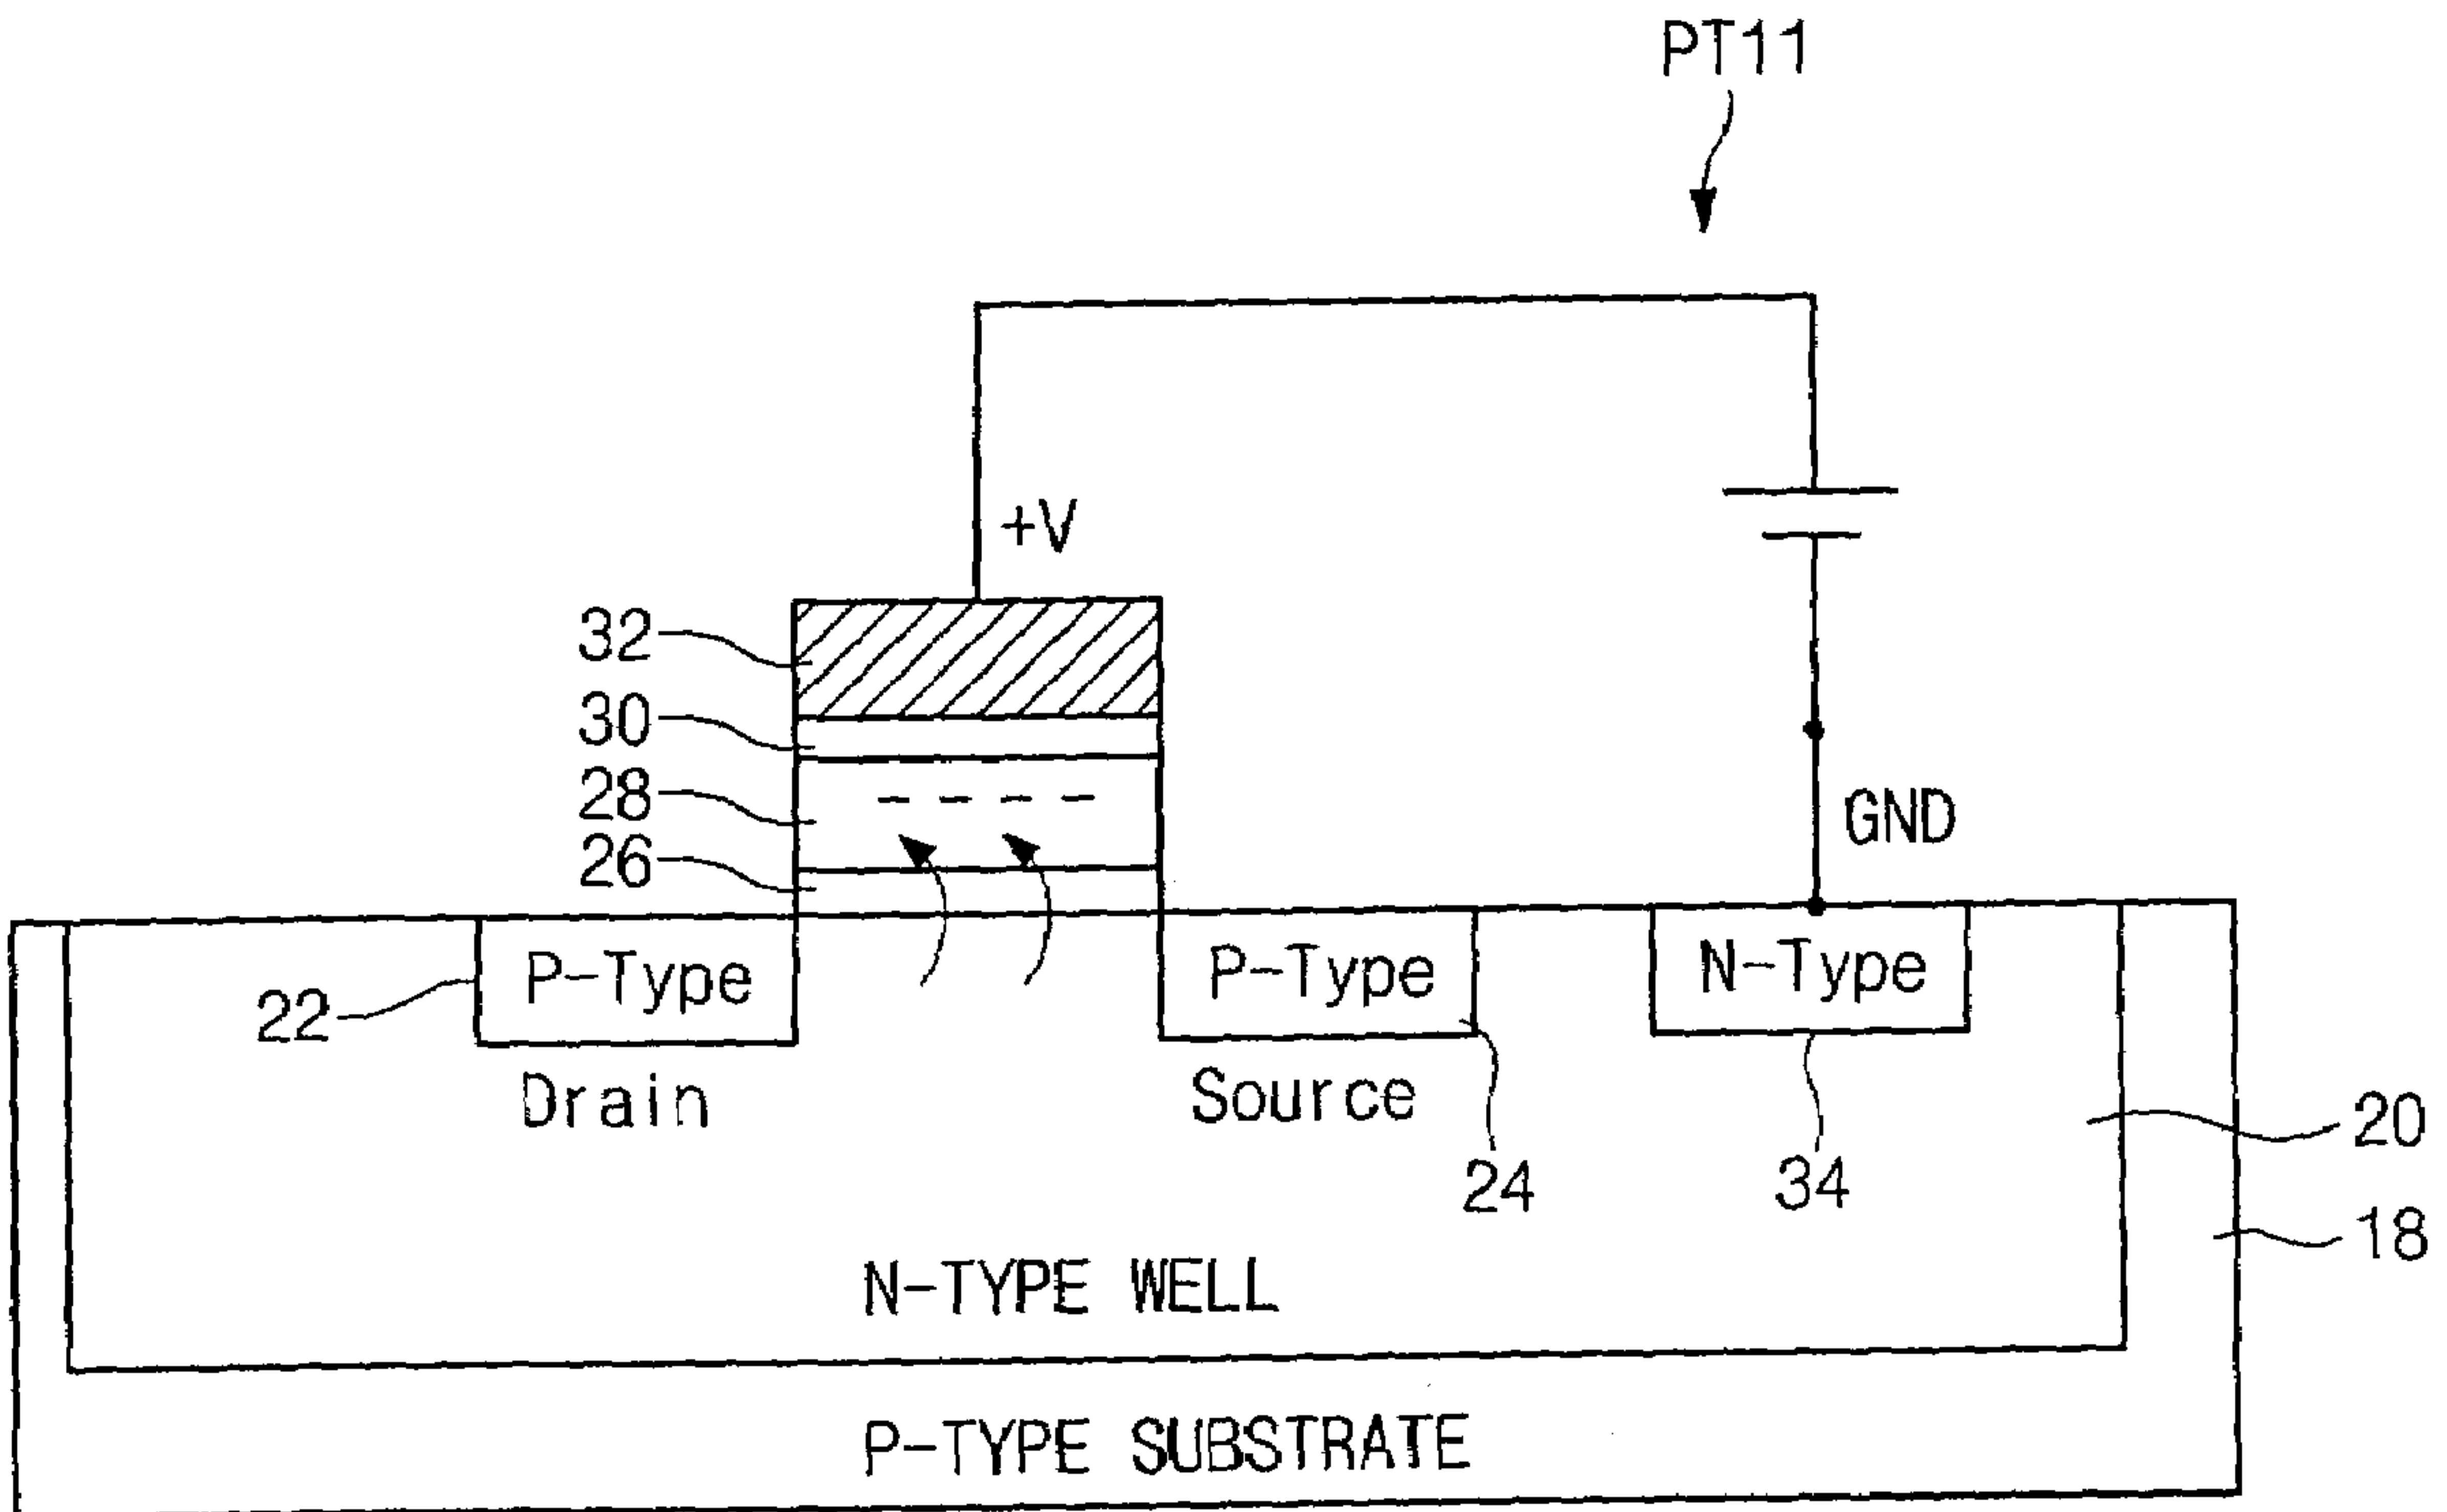 PT11
+V
32
30
28
26
GND
P-Type
P-Type
N-Type
22
Drain
Source
24
34
20
18
N-TYPE WELL
P-TYPE SUBSTRATE